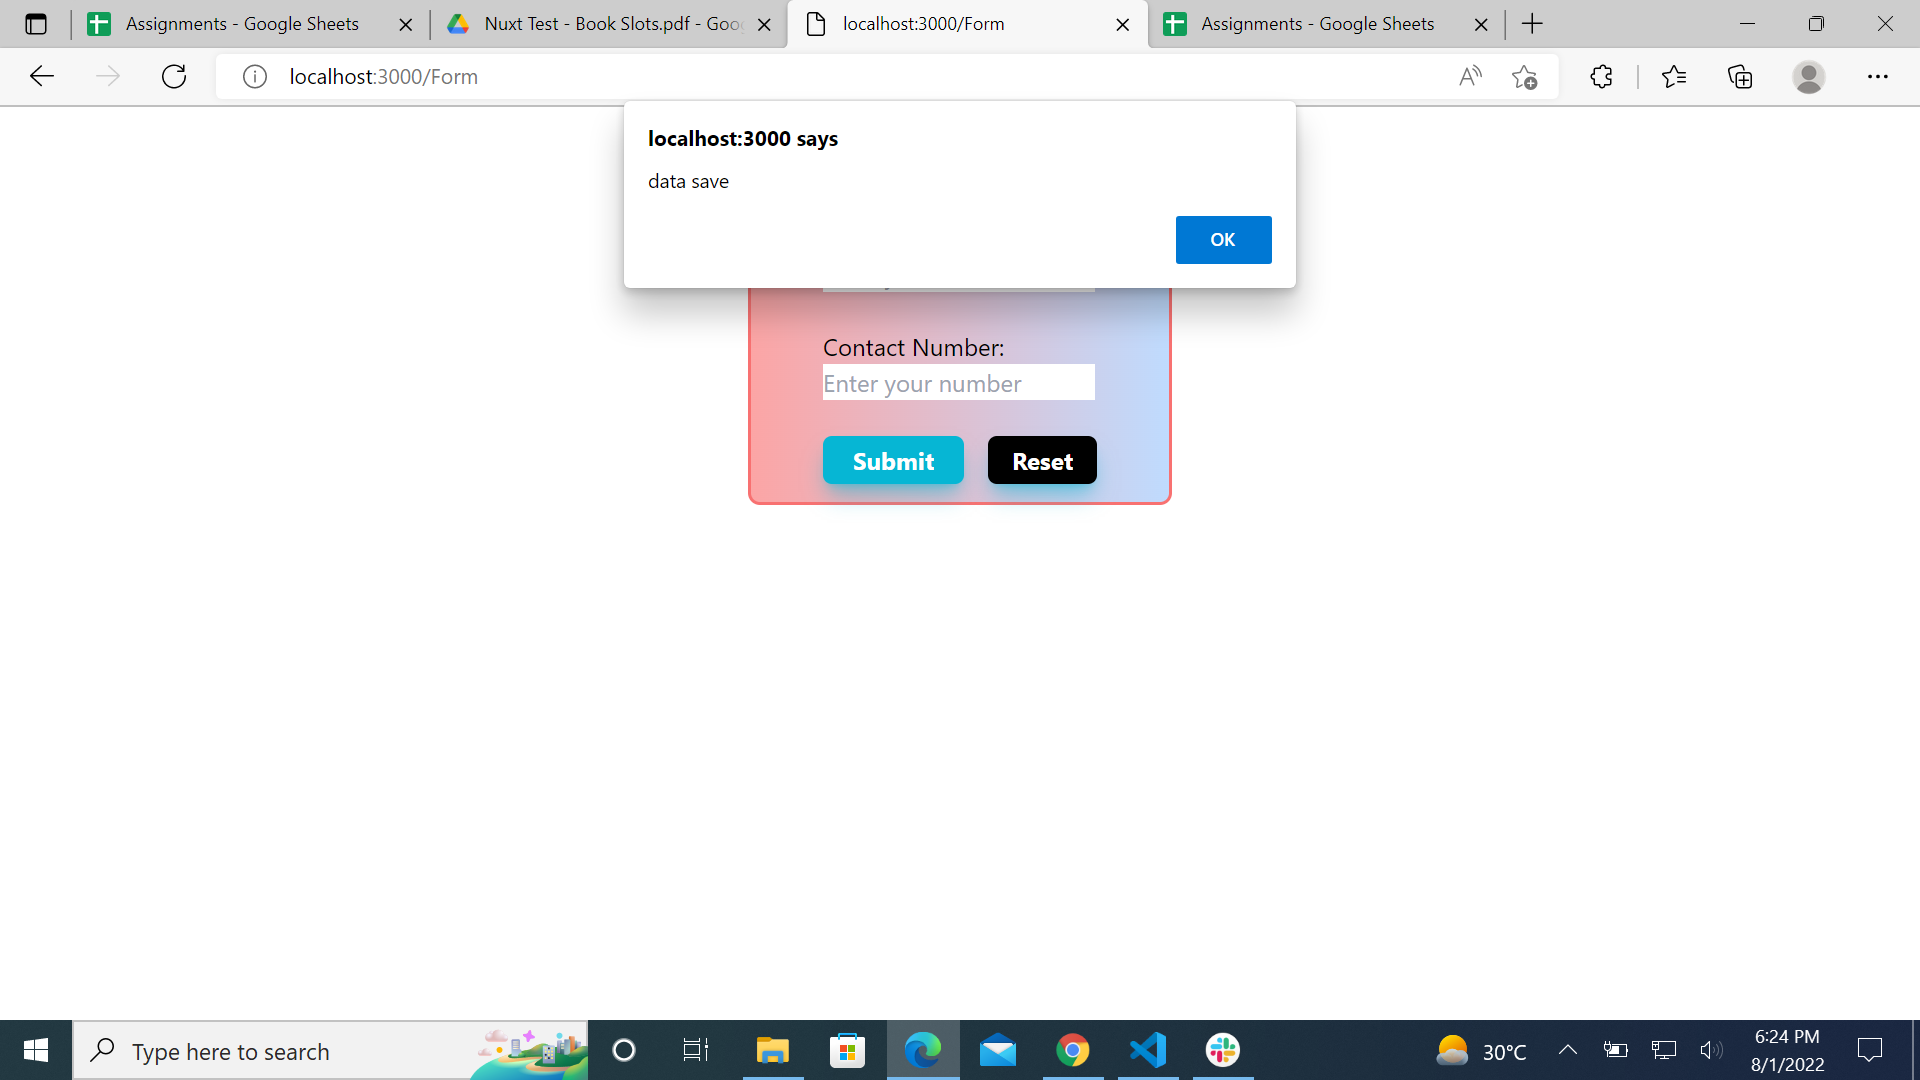 Assignments - Google Sheets
Nuxt Test - Book Slots.pdf - Goo
localhost:3000/Form
Assignments - Google Sheets
localhost:3000/Form
localhost:3000 says
data save
OK
Contact Number:
Enter your number
Submit
Reset
Type here to search
30°C
6:24 PM
8/1/2022